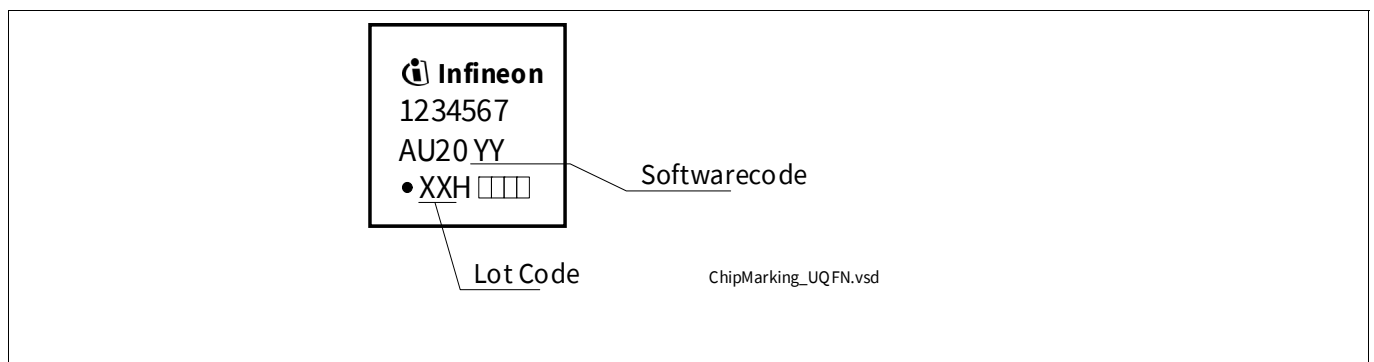 Infineon
1234567
AU20 YY
• XXH
Softwarecode
Lot Code
ChipMarking_UQFN.vsd